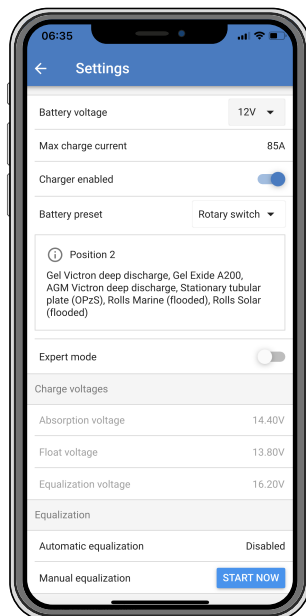 06:35
Settings
Battery voltage 12V
Max charge current 85A
Charger enabled
Battery preset Rotary switch
Position 2
Gel Victron deep discharge, Gel Exide A200,
AGM Victron deep discharge, Stationary tubular
plate (OPzS), Rolls Marine (flooded), Rolls Solar
(flooded)
Expert mode
Charge voltages
Absorption voltage 14.40V
Float voltage 13.80V
Equalization voltage 16.20V
Equalization
Automatic equalization Disabled
Manual equalization START NOW